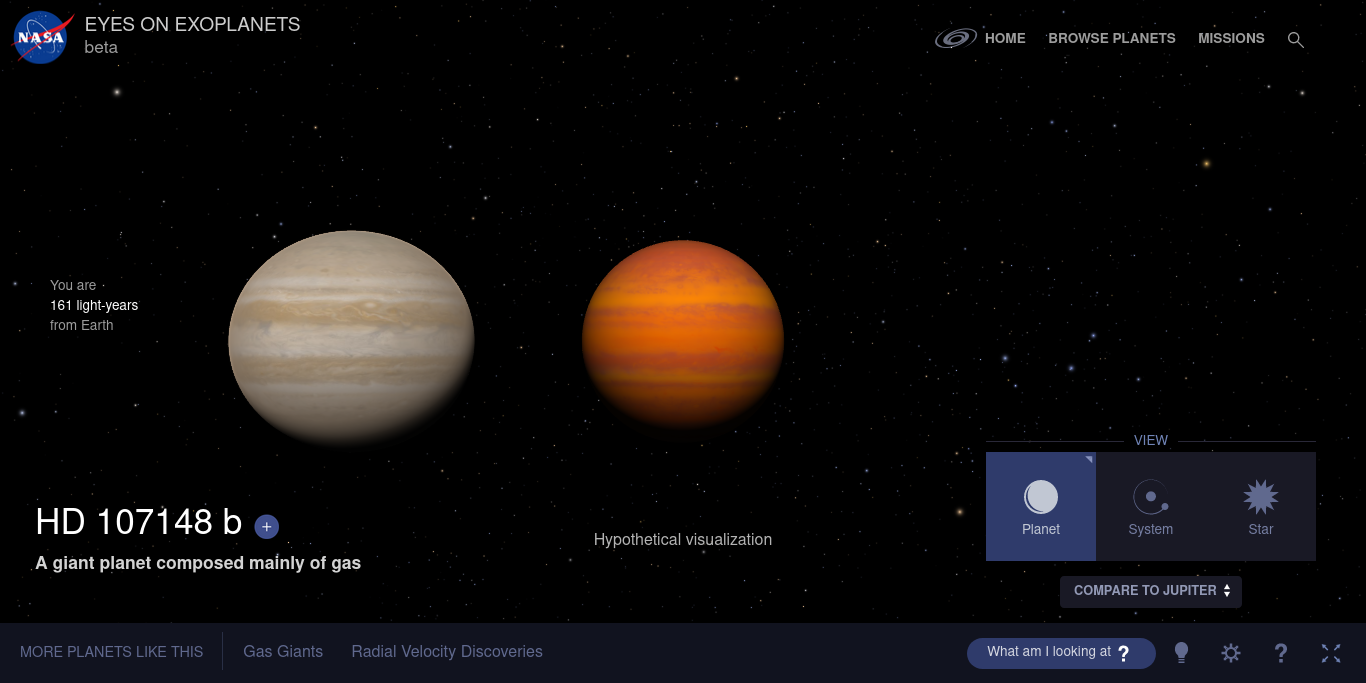 NASA
EYES ON EXOPLANETS
beta
HOME
BROWSE PLANETS
MISSIONS
You are
161 light-years
from Earth
VIEW
Planet
System
Star
HD 107148 b
+
A giant planet composed mainly of gas
Hypothetical visualization
COMPARE TO JUPITER
MORE PLANETS LIKE THIS
Gas Giants
Radial Velocity Discoveries
What am I looking at ?
?